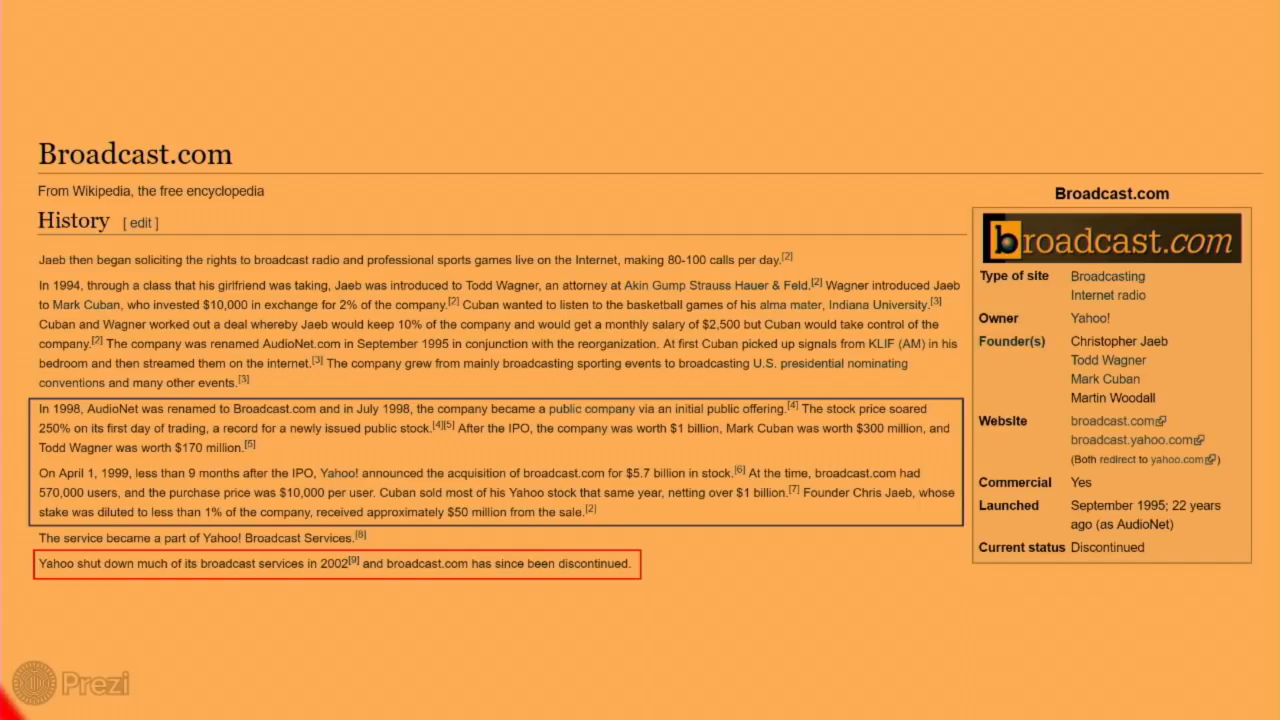 Broadcast.com
From Wikipedia, the free encyclopedia
History [ edit ]
Jaeb then began soliciting the rights to broadcast radio and professional sports games live on the Internet, making 80-100 calls per day.[2]
In 1994, through a class that his girlfriend was taking, Jaeb was introduced to Todd Wagner, an attorney at Akin Gump Strauss Hauer & Feld.[2] Wagner introduced Jaeb
to Mark Cuban, who invested $10,000 in exchange for 2% of the company.[2] Cuban wanted to listen to the basketball games of his alma mater, Indiana University.[3]
Cuban and Wagner worked out a deal whereby Jaeb would keep 10% of the company and would get a monthly salary of $2,500 but Cuban would take control of the
company.[2] The company was renamed AudioNet.com in September 1995 in conjunction with the reorganization. At first Cuban picked up signals from KLIF (AM) in his
bedroom and then streamed them on the internet.[3] The company grew from mainly broadcasting sporting events to broadcasting U.S. presidential nominating
conventions and many other events.[3]
In 1998, AudioNet was renamed to Broadcast.com and in July 1998, the company became a public company via an initial public offering.[4] The stock price soared
250% on its first day of trading, a record for a newly issued public stock.[4][5] After the IPO, the company was worth $1 billion, Mark Cuban was worth $300 million, and
Todd Wagner was worth $170 million.[5]
On April 1, 1999, less than 9 months after the IPO, Yahoo! announced the acquisition of broadcast.com for $5.7 billion in stock.[6] At the time, broadcast.com had
570,000 users, and the purchase price was $10,000 per user. Cuban sold most of his Yahoo stock that same year, netting over $1 billion.[7] Founder Chris Jaeb, whose
stake was diluted to less than 1% of the company, received approximately $50 million from the sale.[2]
The service became a part of Yahoo! Broadcast Services.[8]
Yahoo shut down much of its broadcast services in 2002[9] and broadcast.com has since been discontinued.
Broadcast.com
broadcast.com
Type of site Broadcasting
Internet radio
Owner Yahoo!
Founder(s) Christopher Jaeb
Todd Wagner
Mark Cuban
Martin Woodall
Website broadcast.com
broadcast.yahoo.com
(Both redirect to yahoo.com)
Commercial Yes
Launched September 1995; 22 years
ago (as AudioNet)
Current status Discontinued
Prezi